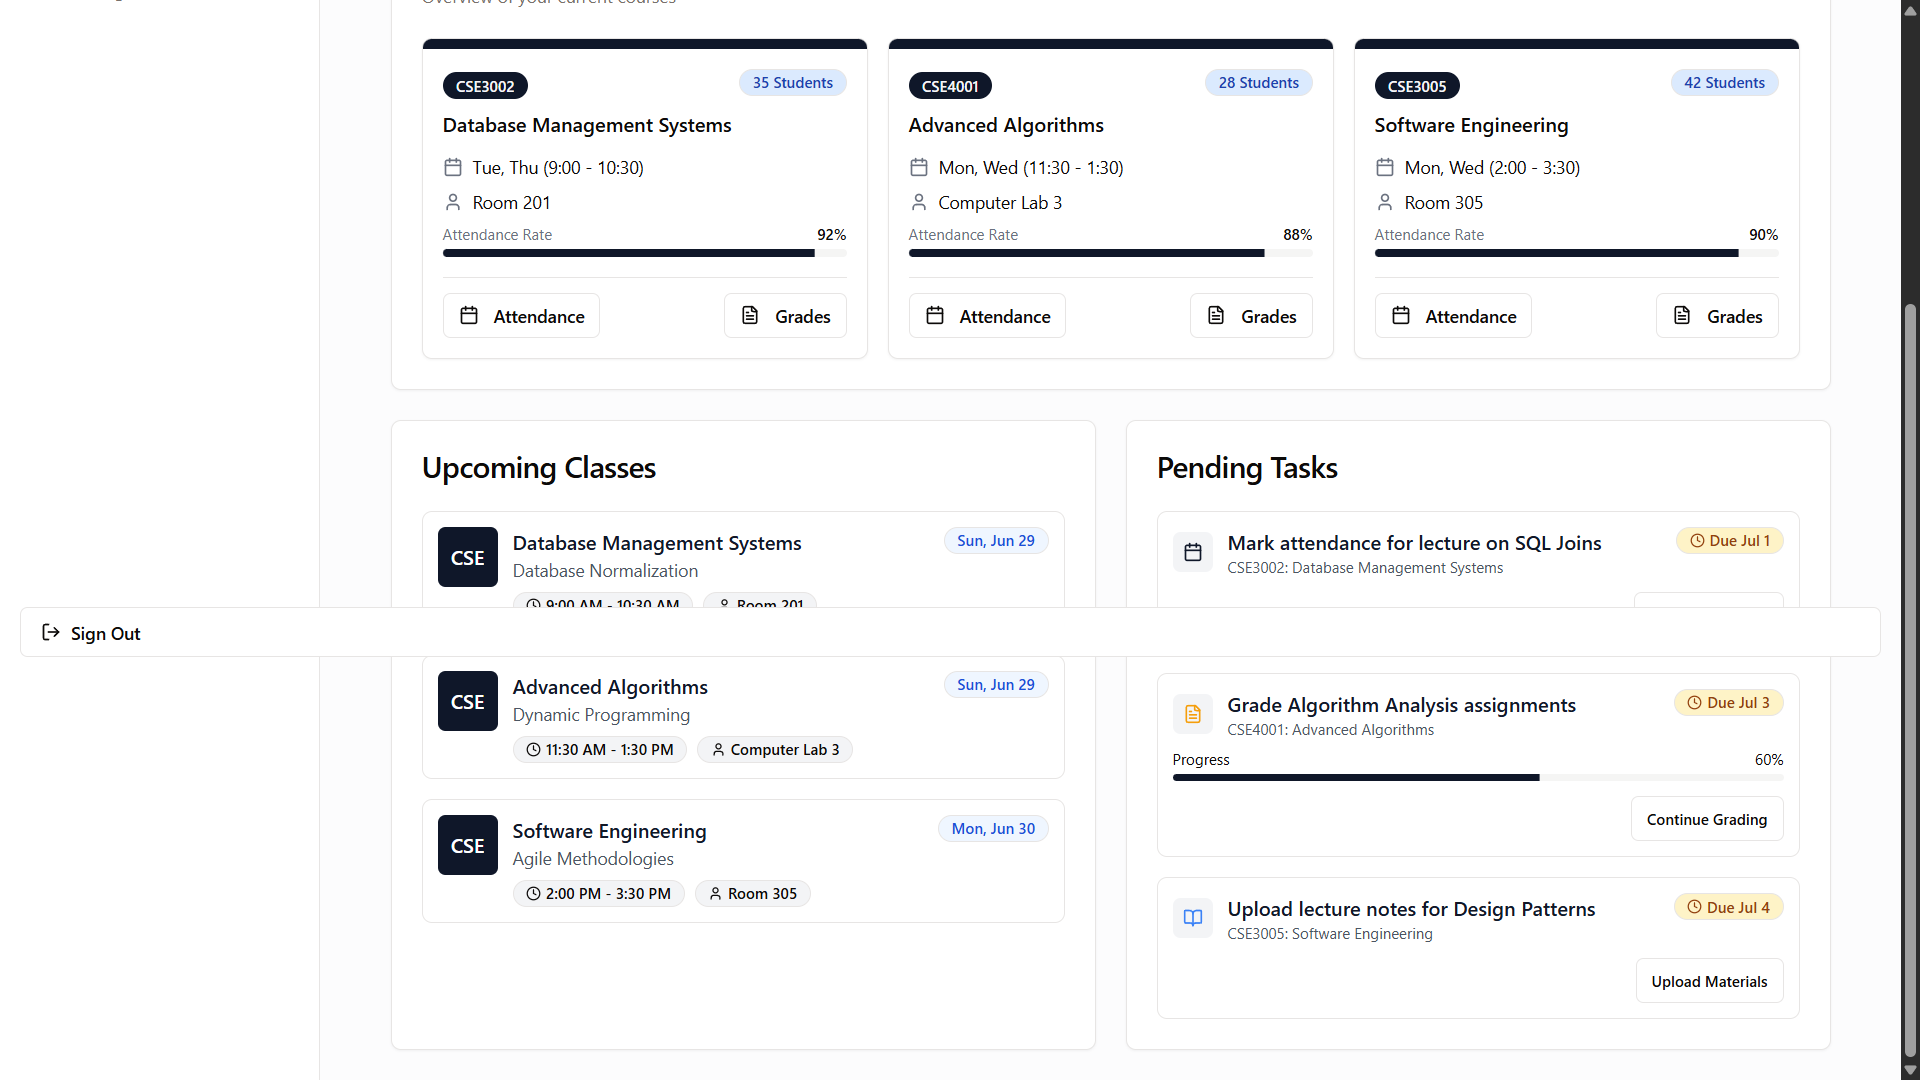 Overview of your current courses
CSE3002
35 Students
Database Management Systems
Tue, Thu (9:00 - 10:30)
Room 201
Attendance Rate 92%
Attendance
Grades
CSE4001
28 Students
Advanced Algorithms
Mon, Wed (11:30 - 1:30)
Computer Lab 3
Attendance Rate 88%
Attendance
Grades
CSE3005
42 Students
Software Engineering
Mon, Wed (2:00 - 3:30)
Room 305
Attendance Rate 90%
Attendance
Grades
Upcoming Classes
CSE
Database Management Systems
Sun, Jun 29
Database Normalization
9:00 AM - 10:30 AM
Room 201
Sign Out
CSE
Advanced Algorithms
Sun, Jun 29
Dynamic Programming
11:30 AM - 1:30 PM
Computer Lab 3
CSE
Software Engineering
Mon, Jun 30
Agile Methodologies
2:00 PM - 3:30 PM
Room 305
Pending Tasks
Mark attendance for lecture on SQL Joins
Due Jul 1
CSE3002: Database Management Systems
Grade Algorithm Analysis assignments
Due Jul 3
CSE4001: Advanced Algorithms
Progress 60%
Continue Grading
Upload lecture notes for Design Patterns
Due Jul 4
CSE3005: Software Engineering
Upload Materials